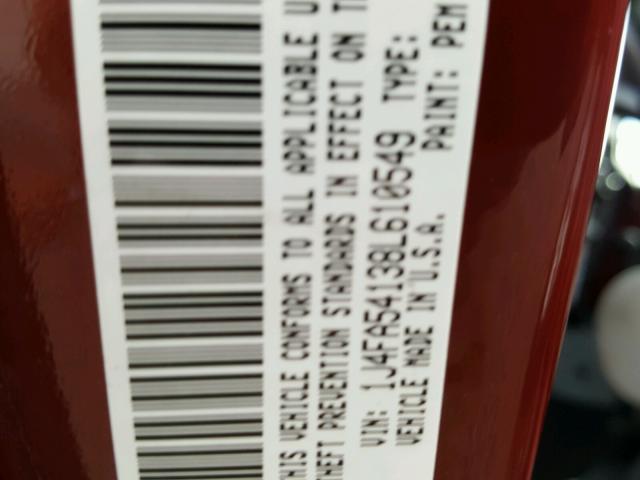 THIS VEHICLE CONFORMS TO ALL APPLICABLE U
THEFT PREVENTION STANDARDS IN EFFECT ON T
VIN: 1J4FA54138L610549 TYPE:
VEHICLE MADE IN U.S.A. PAINT: PEM